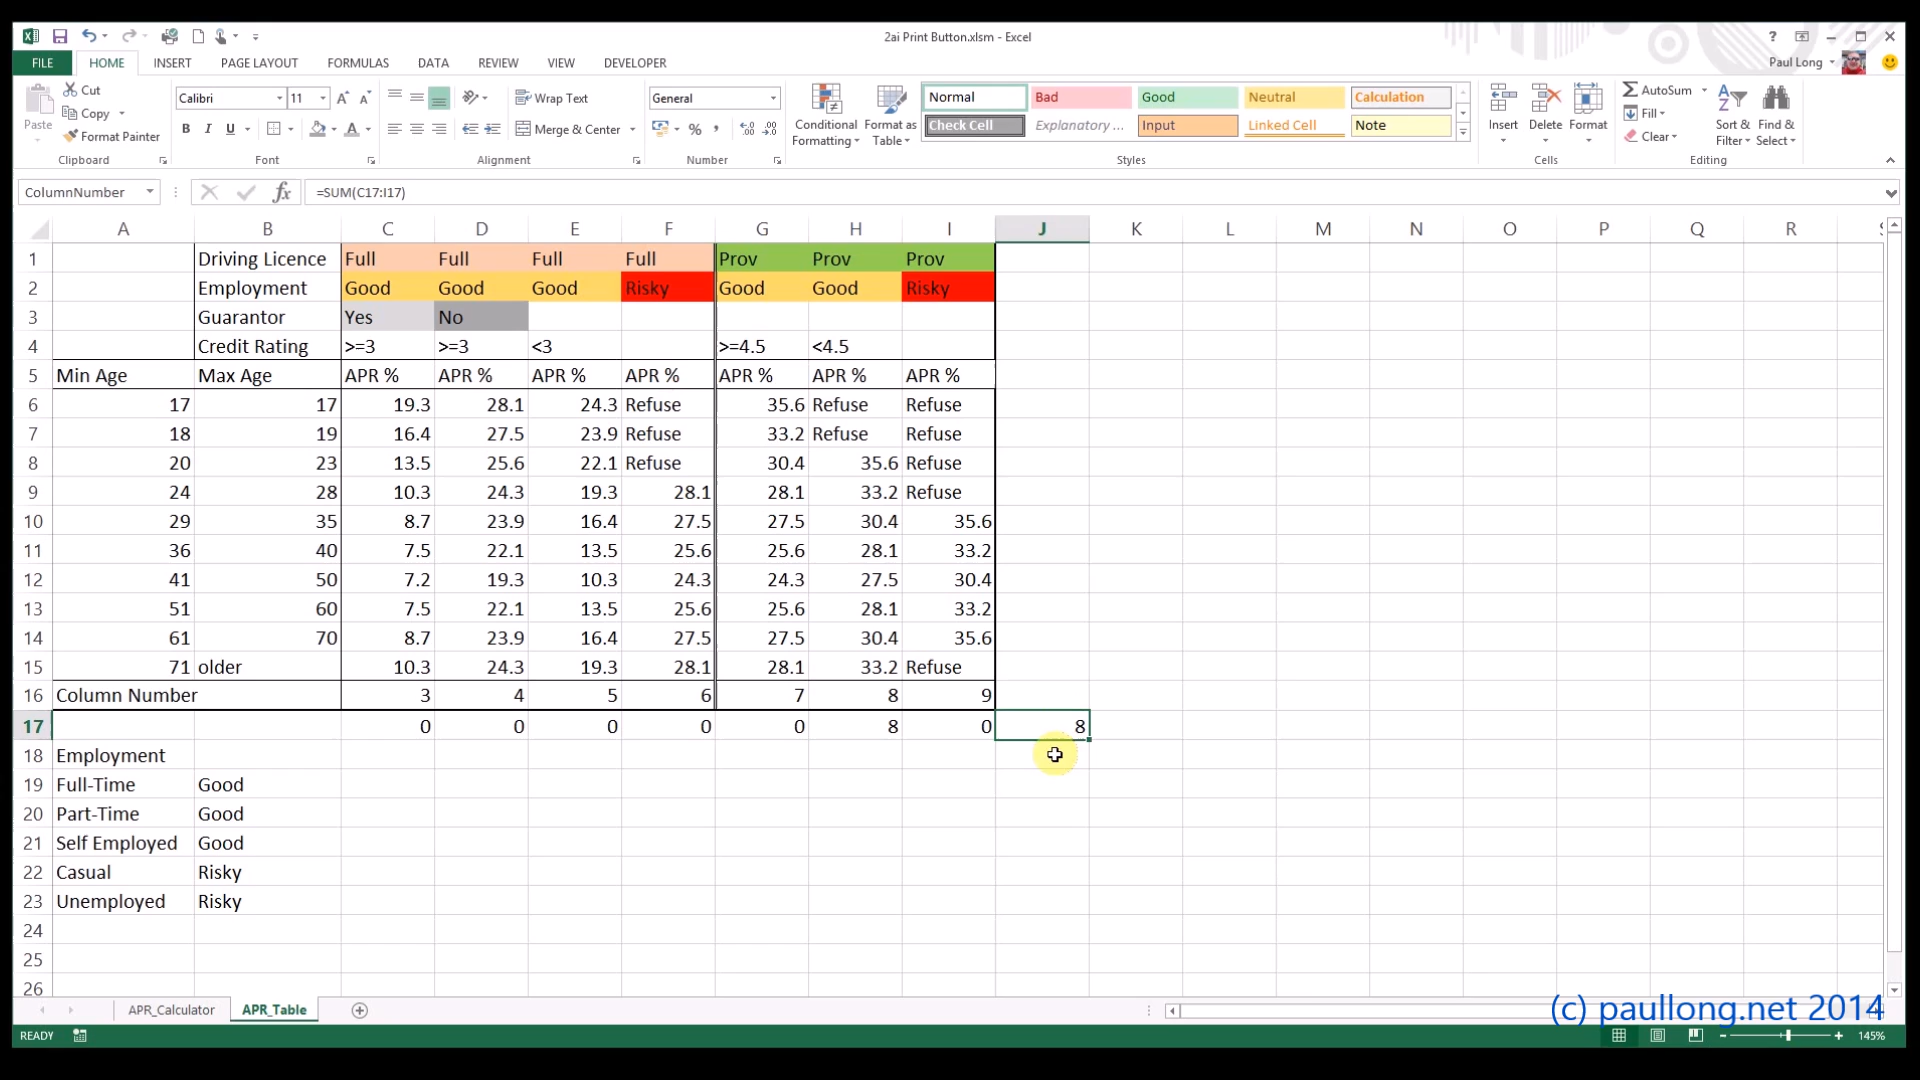 2ai Print Button.xlsm - Excel
FILE HOME INSERT PAGE LAYOUT FORMULAS DATA REVIEW VIEW DEVELOPER Paul Long
Paste Cut Copy Format Painter Clipboard
Calibri 11 B I U A A Font
Wrap Text Merge & Center Alignment
General % , Number
Conditional Formatting Format as Table
Normal Bad Good Neutral Calculation
Check Cell Explanatory ... Input Linked Cell Note
Styles
Insert Delete Format Cells
AutoSum Fill Clear Sort & Filter Find & Select Editing
ColumnNumber fx =SUM(C17:I17)
A B C D E F G H I J K L M N O P Q R
1 Driving Licence Full Full Full Full Prov Prov Prov
2 Employment Good Good Good Risky Good Good Risky
3 Guarantor Yes No
4 Credit Rating >=3 >=3 <3 >=4.5 <4.5
5 Min Age Max Age APR % APR % APR % APR % APR % APR % APR %
6 17 17 19.3 28.1 24.3 Refuse 35.6 Refuse Refuse
7 18 19 16.4 27.5 23.9 Refuse 33.2 Refuse Refuse
8 20 23 13.5 25.6 22.1 Refuse 30.4 35.6 Refuse
9 24 28 10.3 24.3 19.3 28.1 28.1 33.2 Refuse
10 29 35 8.7 23.9 16.4 27.5 27.5 30.4 35.6
11 36 40 7.5 22.1 13.5 25.6 25.6 28.1 33.2
12 41 50 7.2 19.3 10.3 24.3 24.3 27.5 30.4
13 51 60 7.5 22.1 13.5 25.6 25.6 28.1 33.2
14 61 70 8.7 23.9 16.4 27.5 27.5 30.4 35.6
15 71 older 10.3 24.3 19.3 28.1 28.1 33.2 Refuse
16 Column Number 3 4 5 6 7 8 9
17 0 0 0 0 0 8 0 8
18 Employment
19 Full-Time Good
20 Part-Time Good
21 Self Employed Good
22 Casual Risky
23 Unemployed Risky
24
25
26
APR_Calculator APR_Table
(c) paullong.net 2014
READY 145%